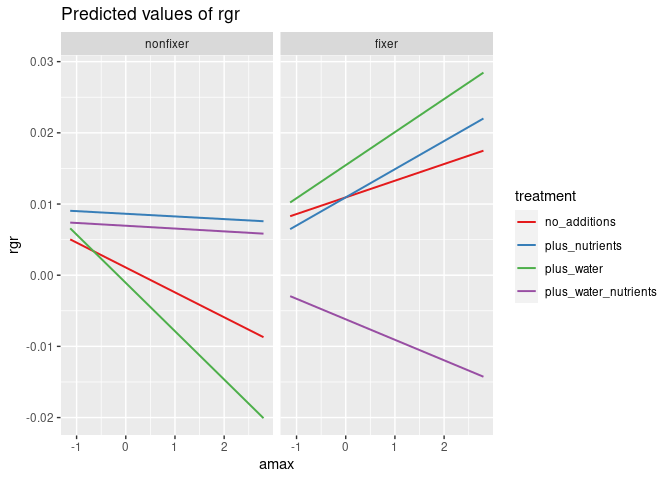 Predicted values of rgr
nonfixer
fixer
0.03
0.02
0.01
0.00
-0.01
-0.02
rgr
-1
0
1
2
-1
0
1
2
amax
treatment
no_additions
plus_nutrients
plus_water
plus_water_nutrients